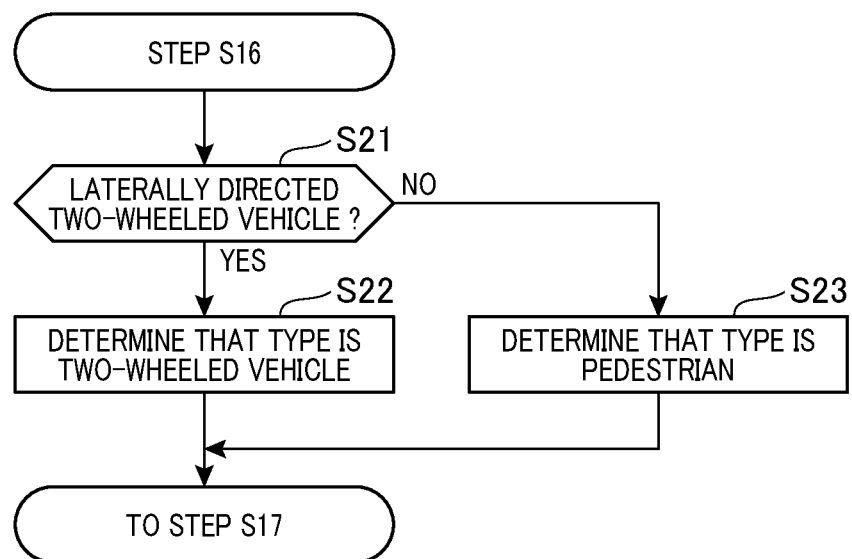 STEP S16
S21
LATERALLY DIRECTED
TWO-WHEELED VEHICLE ?
NO
YES
S22
DETERMINE THAT TYPE IS
TWO-WHEELED VEHICLE
S23
DETERMINE THAT TYPE IS
PEDESTRIAN
TO STEP S17